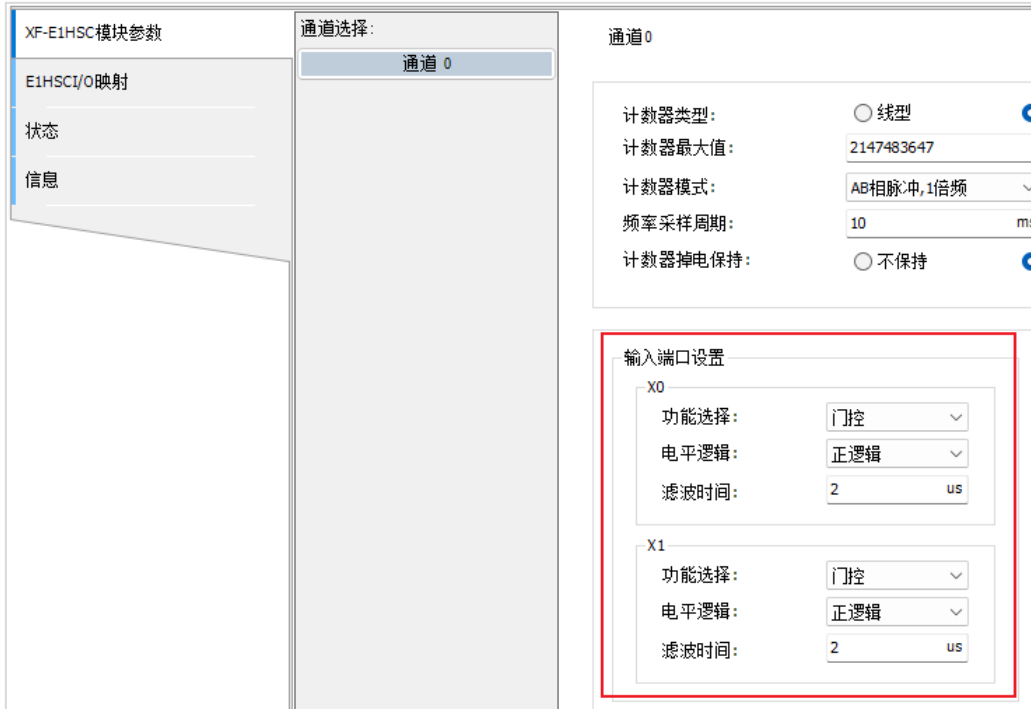 XF-E1HSC模块参数
E1HSCI/O映射
状态
信息
通道选择:
通道 0
通道0
计数器类型:
线型
计数器最大值:
2147483647
计数器模式:
AB相脉冲,1倍频
频率采样周期:
10
ms
计数器掉电保持:
不保持
输入端口设置
X0
功能选择:
门控
电平逻辑:
正逻辑
滤波时间:
2 us
X1
功能选择:
门控
电平逻辑:
正逻辑
滤波时间:
2 us